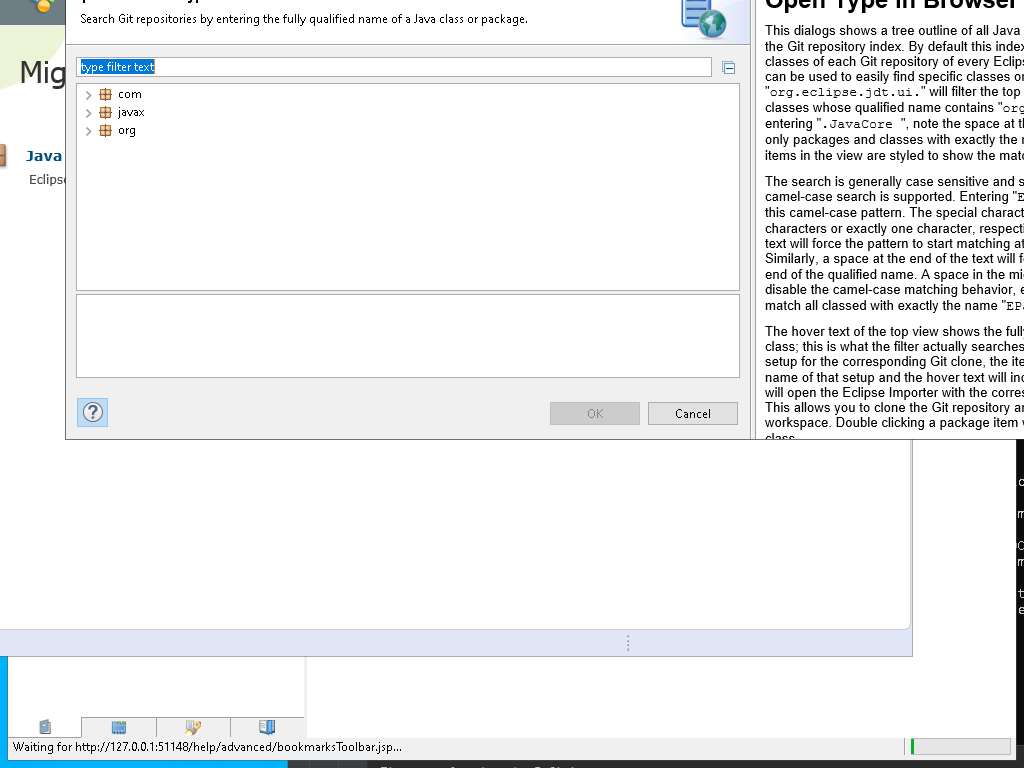 Search Git repositories by entering the fully qualified name of a Java class or package.
type filter text
com
javax
org
OK
Cancel
Mig
Java
Eclipse
Open Type in Browser
This dialogs shows a tree outline of all Java
the Git repository index. By default this index
classes of each Git repository of every Eclips
can be used to easily find specific classes or
"org.eclipse.jdt.ui." will filter the top
classes whose qualified name contains "org
entering ".JavaCore ", note the space at th
only packages and classes with exactly the n
items in the view are styled to show the matc
The search is generally case sensitive and s
camel-case search is supported. Entering "E
this camel-case pattern. The special charact
characters or exactly one character, respecti
text will force the pattern to start matching at
Similarly, a space at the end of the text will f
end of the qualified name. A space in the mi
disable the camel-case matching behavior, e
match all classed with exactly the name "EPa
The hover text of the top view shows the fully
class; this is what the filter actually searches
setup for the corresponding Git clone, the ite
name of that setup and the hover text will inc
will open the Eclipse Importer with the corres
This allows you to clone the Git repository an
workspace. Double clicking a package item w
class.
Waiting for http://127.0.0.1:51148/help/advanced/bookmarksToolbar.jsp...